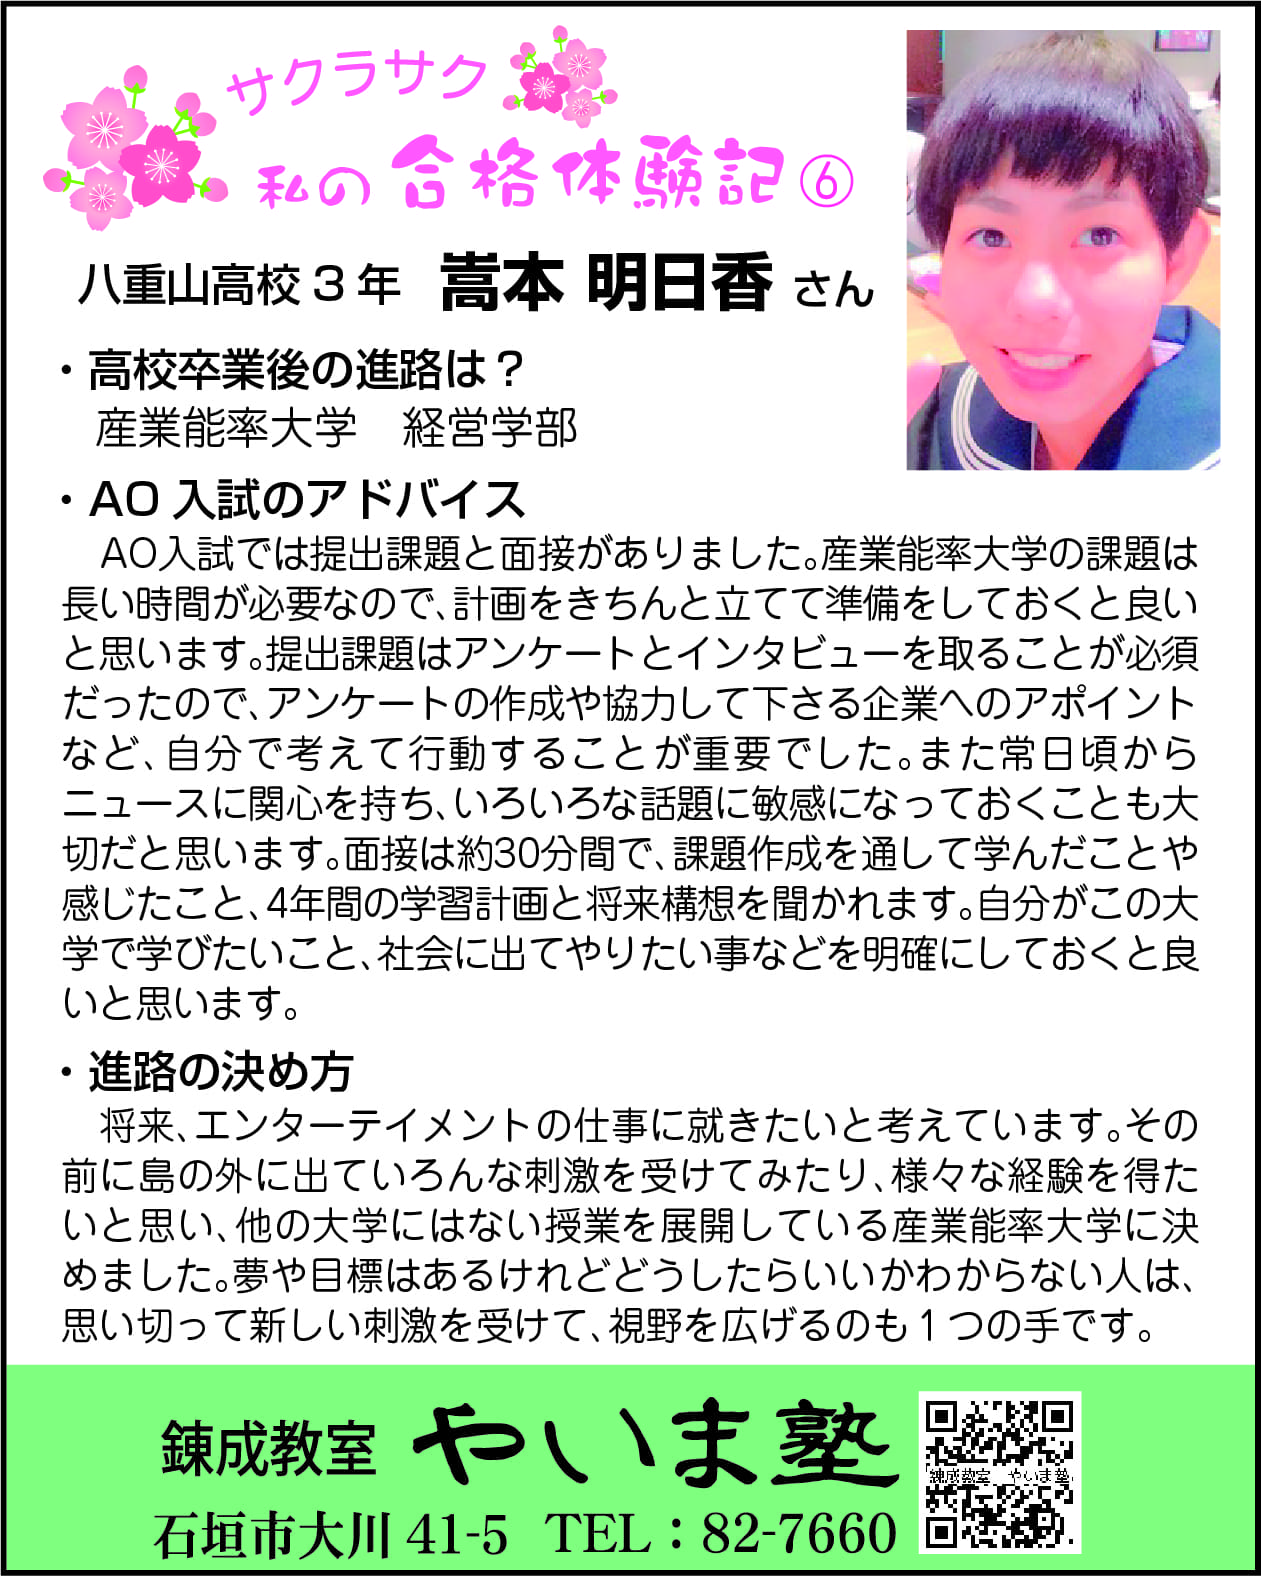 サクラサク
私の合格体験記⑥
八重山高校3年 嵩本 明日香 さん
・高校卒業後の進路は？
産業能率大学　経営学部
・AO 入試のアドバイス
AO入試では提出課題と面接がありました。産業能率大学の課題は
長い時間が必要なので、計画をきちんと立てて準備をしておくと良い
と思います。提出課題はアンケートとインタビューを取ることが必須
だったので、アンケートの作成や協力して下さる企業へのアポイント
など、自分で考えて行動することが重要でした。また常日頃から
ニュースに関心を持ち、いろいろな話題に敏感になっておくことも大
切だと思います。面接は約30分間で、課題作成を通して学んだことや
感じたこと、4年間の学習計画と将来構想を聞かれます。自分がこの大
学で学びたいこと、社会に出てやりたい事などを明確にしておくと良
いと思います。
・進路の決め方
将来、エンターテイメントの仕事に就きたいと考えています。その
前に島の外に出ていろんな刺激を受けてみたり、様々な経験を得た
いと思い、他の大学にはない授業を展開している産業能率大学に決
めました。夢や目標はあるけれどどうしたらいいかわからない人は、
思い切って新しい刺激を受けて、視野を広げるのも1つの手です。
錬成教室 やいま塾
錬成教室　やいま塾
石垣市大川 41-5 TEL：82-7660